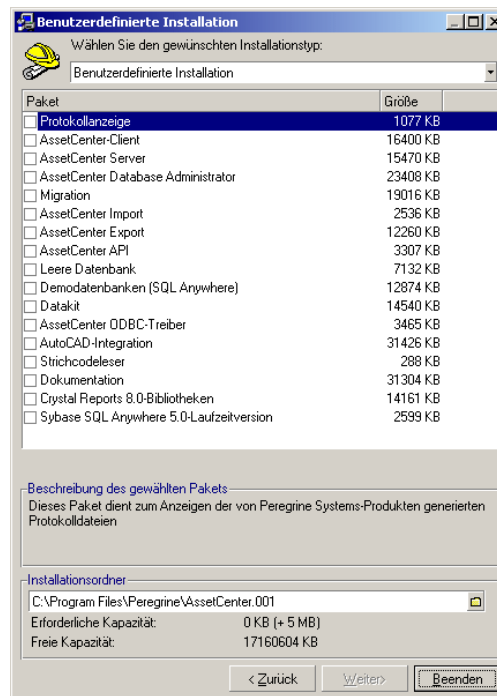 Benutzerdefinierte Installation
Wählen Sie den gewünschten Installationstyp:
Benutzerdefinierte Installation
Paket Größe
Protokollanzeige 1077 KB
AssetCenter-Client 16400 KB
AssetCenter Server 15470 KB
AssetCenter Database Administrator 23408 KB
Migration 19016 KB
AssetCenter Import 2536 KB
AssetCenter Export 12260 KB
AssetCenter API 3307 KB
Leere Datenbank 7132 KB
Demodatenbanken (SQL Anywhere) 12874 KB
Datakit 14540 KB
AssetCenter ODBC-Treiber 3465 KB
AutoCAD-Integration 31426 KB
Strichcodeleser 288 KB
Dokumentation 31304 KB
Crystal Reports 8.0-Bibliotheken 14161 KB
Sybase SQL Anywhere 5.0-Laufzeitversion 2599 KB
Beschreibung des gewählten Pakets
Dieses Paket dient zum Anzeigen der von Peregrine Systems-Produkten generierten
Protokolldateien
Installationsordner
C:\Program Files\Peregrine\AssetCenter.001
Erforderliche Kapazität: 0 KB (+ 5 MB)
Freie Kapazität: 17160604 KB
< Zurück Weiter> Beenden